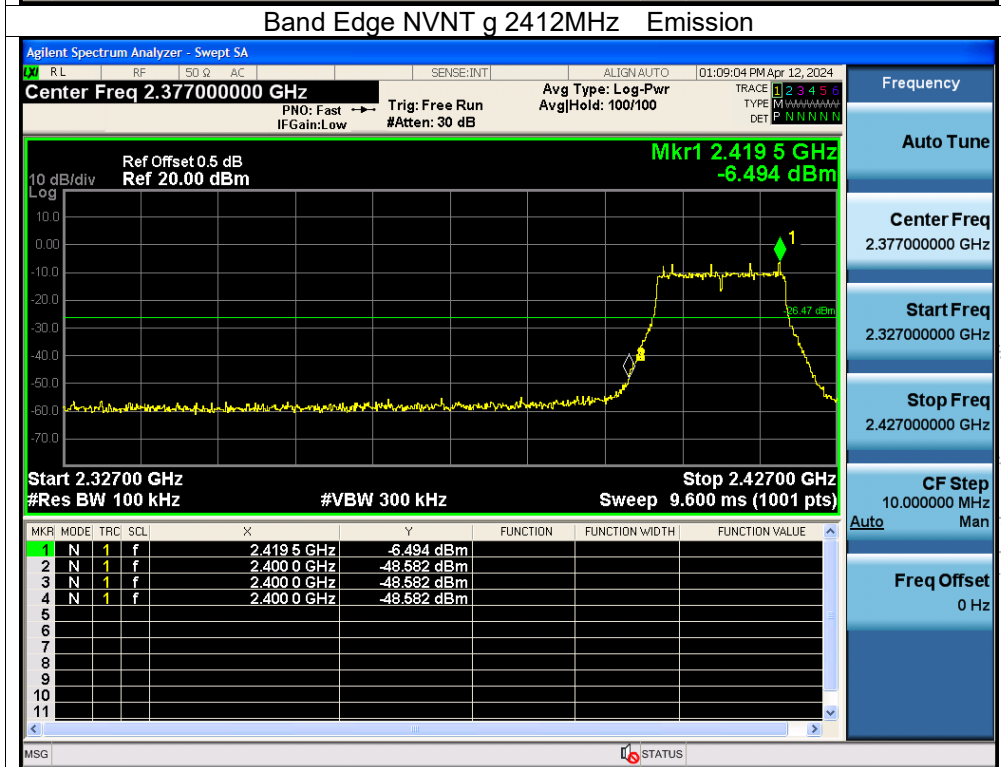 Band Edge NVNT g 2412MHz Emission
Agilent Spectrum Analyzer - Swept SA
LXI RL RF 50 Ω AC SENSE:INT ALIGN AUTO 01:09:04 PM Apr 12, 2024
Center Freq 2.377000000 GHz
PNO: Fast
IFGain:Low
Trig: Free Run
#Atten: 30 dB
Avg Type: Log-Pwr
Avg|Hold: 100/100
TRACE 1 2 3 4 5 6
TYPE M W W W W W
DET P N N N N N
Ref Offset 0.5 dB
Ref 20.00 dBm
10 dB/div
Log
Mkr1 2.419 5 GHz
-6.494 dBm
10.0
0.00
-10.0
-20.0
-30.0
-40.0
-50.0
-60.0
-70.0
1
-26.47 dBm
Start 2.32700 GHz
Stop 2.42700 GHz
#Res BW 100 kHz #VBW 300 kHz Sweep 9.600 ms (1001 pts)
MKR MODE TRC SCL X Y FUNCTION FUNCTION WIDTH FUNCTION VALUE
1 N 1 f 2.419 5 GHz -6.494 dBm
2 N 1 f 2.400 0 GHz -48.582 dBm
3 N 1 f 2.400 0 GHz -48.582 dBm
4 N 1 f 2.400 0 GHz -48.582 dBm
5
6
7
8
9
10
11
MSG STATUS
Frequency
Auto Tune
Center Freq
2.377000000 GHz
Start Freq
2.327000000 GHz
Stop Freq
2.427000000 GHz
CF Step
10.000000 MHz
Auto Man
Freq Offset
0 Hz